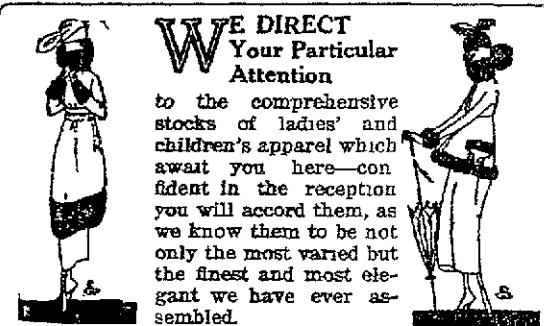 WE DIRECT
Your Particular
Attention
to the comprehensive
stocks of ladies' and
children's apparel which
await you here—con
fident in the reception
you will accord them, as
we know them to be not
only the most varied but
the finest and most ele-
gant we have ever as-
sembled.